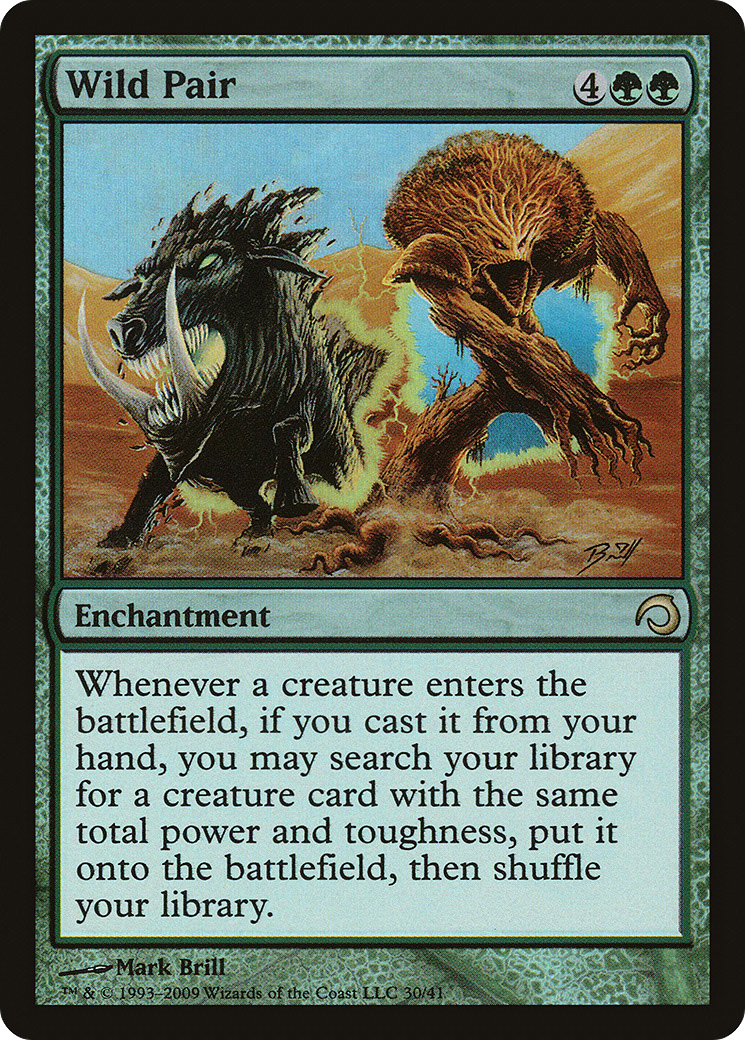 Wild Pair
4
Brill
Enchantment
Whenever a creature enters the
battlefield, if you cast it from your
hand, you may search your library
for a creature card with the same
total power and toughness, put it
onto the battlefield, then shuffle
your library.
Mark Brill
™ & © 1993–2009 Wizards of the Coast LLC 30/41